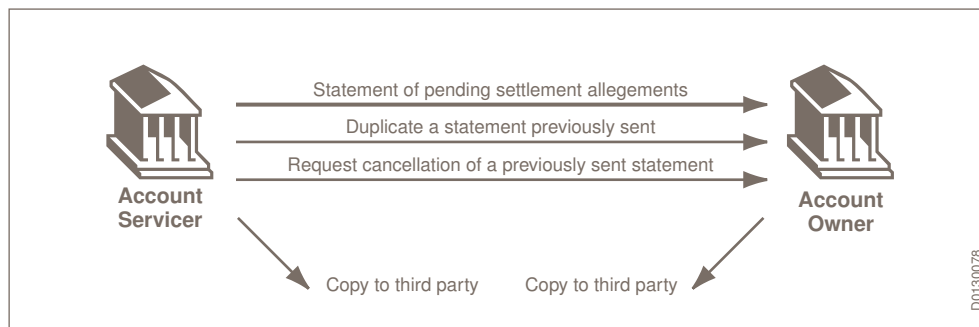 Statement of pending settlement allegements
Duplicate a statement previously sent
Request cancellation of a previously sent statement
Account
Servicer
Account
Owner
Copy to third party
Copy to third party
D0130078